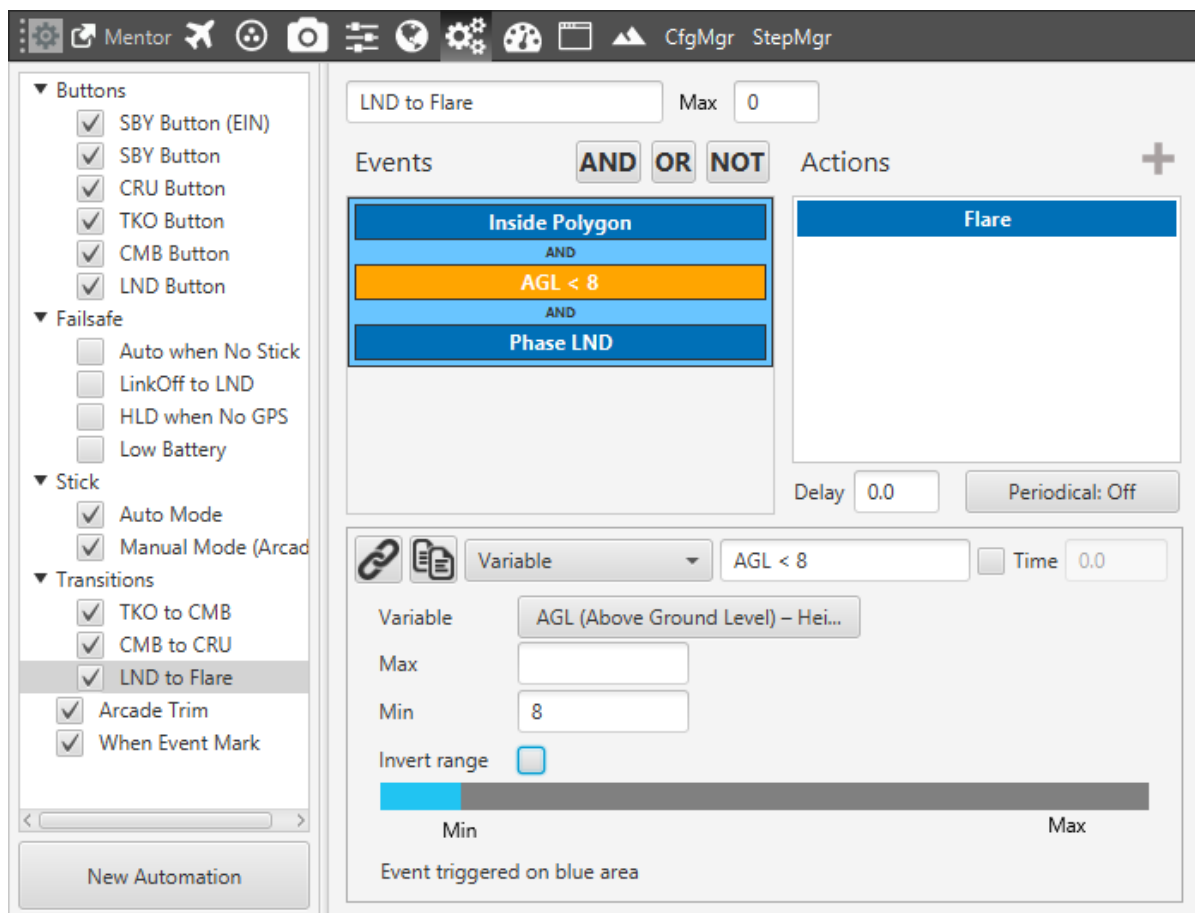 Mentor CfgMgr StepMgr
Buttons
SBY Button (EIN)
SBY Button
CRU Button
TKO Button
CMB Button
LND Button
Failsafe
Auto when No Stick
LinkOff to LND
HLD when No GPS
Low Battery
Stick
Auto Mode
Manual Mode (Arcad
Transitions
TKO to CMB
CMB to CRU
LND to Flare
Arcade Trim
When Event Mark
New Automation
LND to Flare Max 0
Events AND OR NOT Actions
Inside Polygon
AND
AGL < 8
AND
Phase LND
Flare
Delay 0.0 Periodical: Off
Variable AGL < 8 Time 0.0
Variable AGL (Above Ground Level) – Hei...
Max
Min 8
Invert range
Min Max
Event triggered on blue area